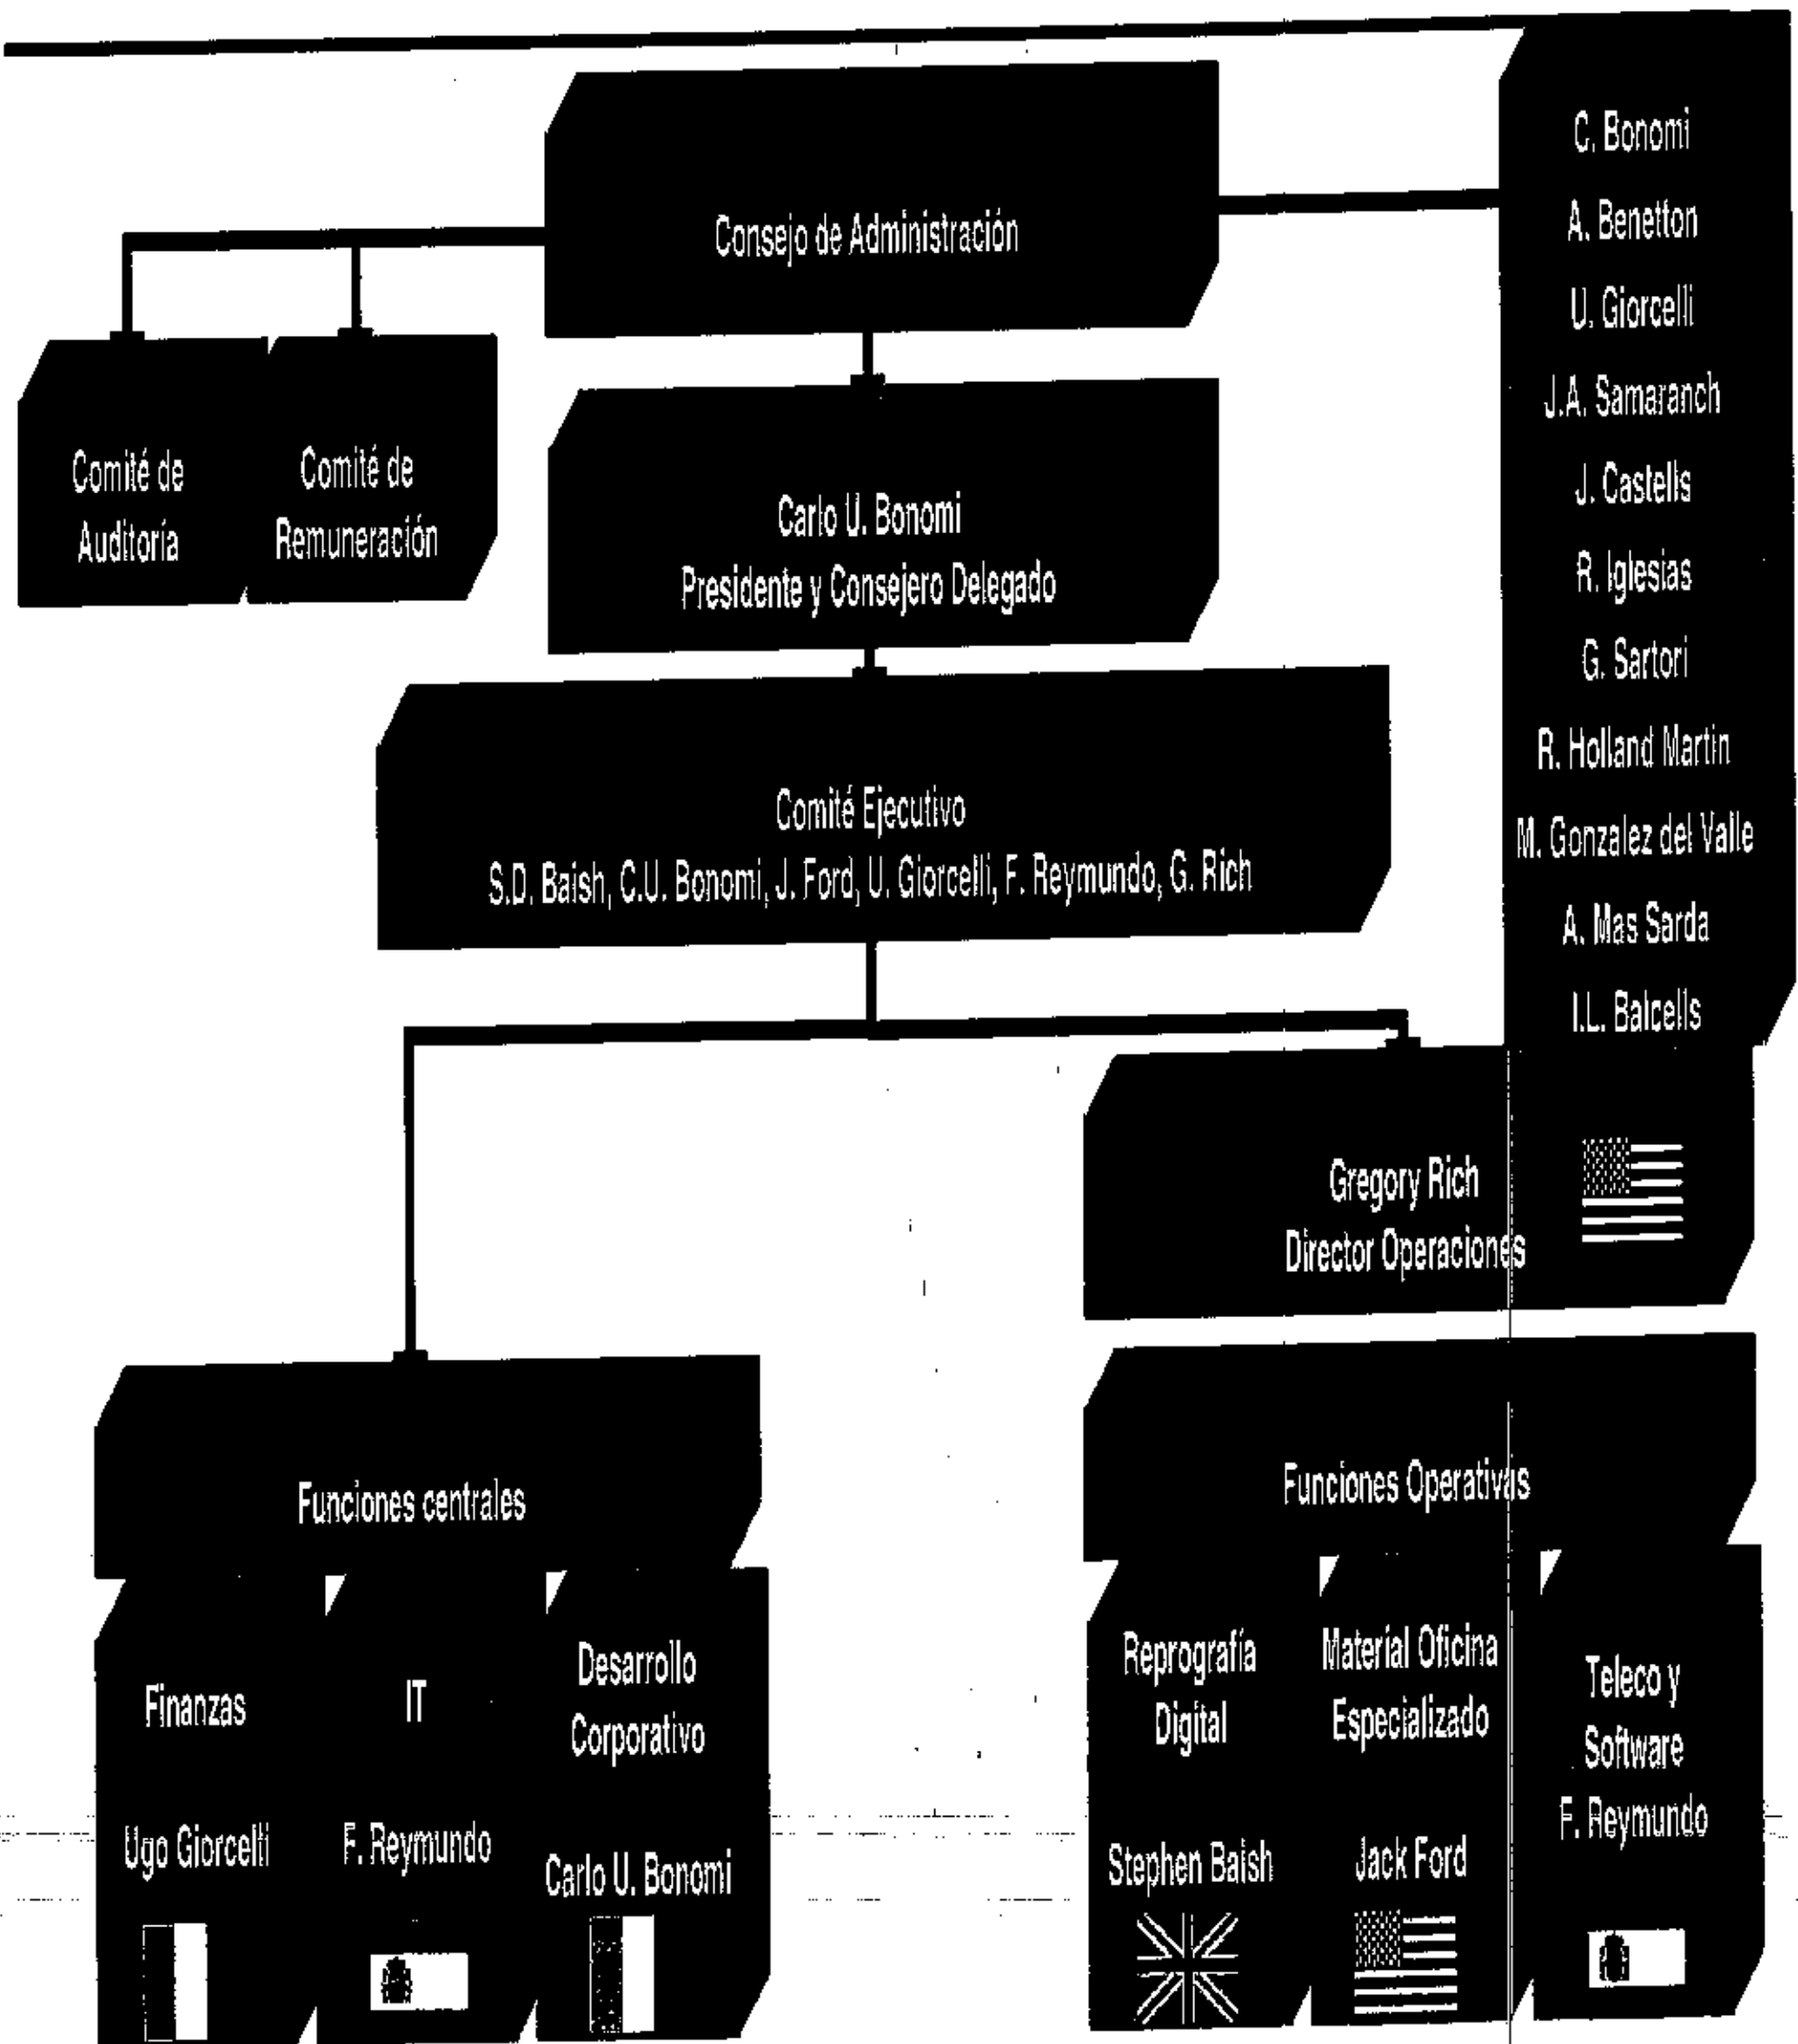 Consejo de Administración
C. Bonomi
A. Benetton
U. Giorcelli
J.A. Samaranch
J. Castells
R. Iglesias
G. Sartori
R. Holland Martin
M. Gonzalez del Valle
A. Mas Sarda
I.L. Balcells
Comité de
Auditoría
Comité de
Remuneración
Carlo U. Bonomi
Presidente y Consejero Delegado
Comité Ejecutivo
S.D. Baish, C.U. Bonomi, J. Ford, U. Giorcelli, F. Reymundo, G. Rich
Gregory Rich
Director Operaciones
Funciones centrales
Finanzas
Ugo Giorcelli
IT
F. Reymundo
Desarrollo
Corporativo
Carlo U. Bonomi
Funciones Operativas
Reprografía
Digital
Stephen Baish
Material Oficina
Especializado
Jack Ford
Teleco y
Software
F. Reymundo